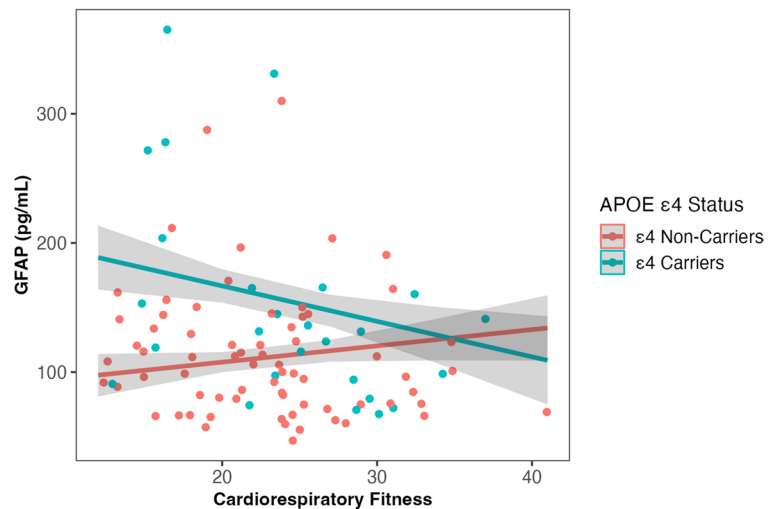 300
200
100
GFAP (pg/mL)
20
30
40
Cardiorespiratory Fitness
APOE ε4 Status
ε4 Non-Carriers
ε4 Carriers